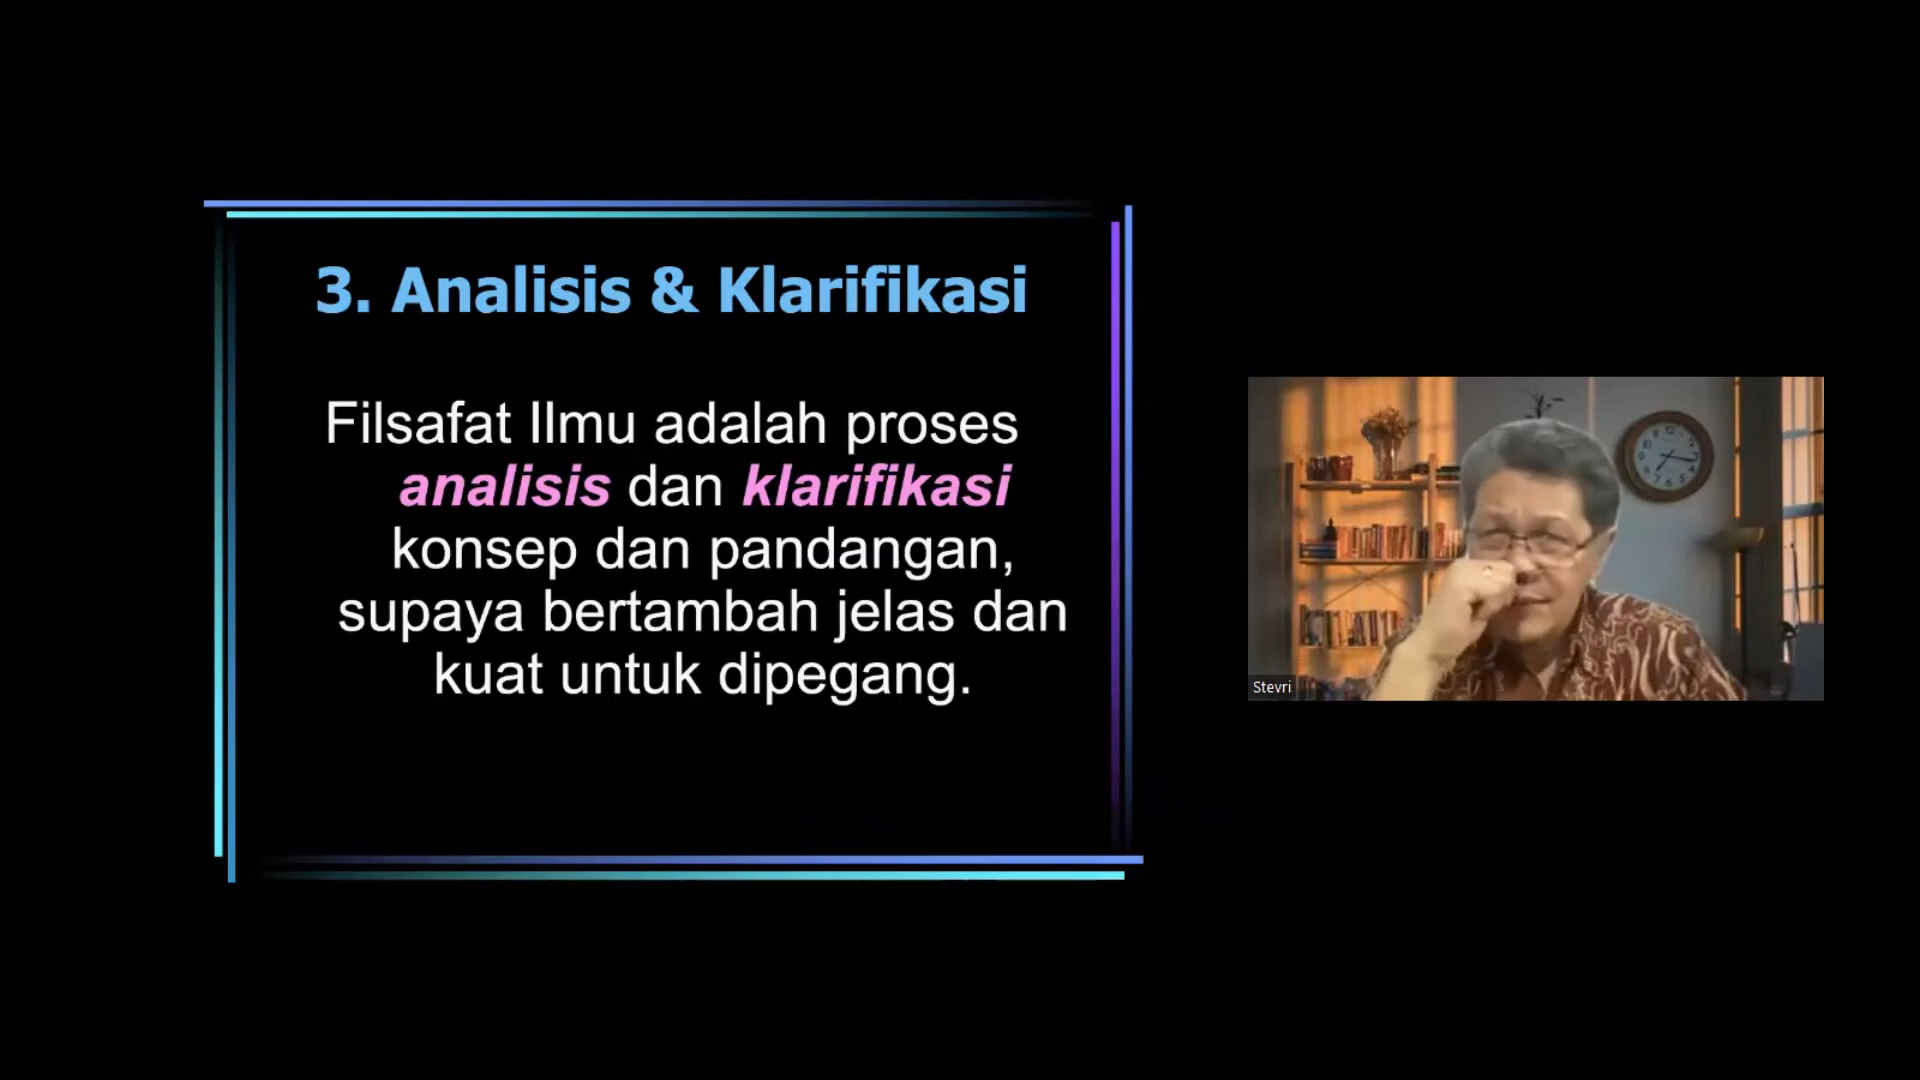 3. Analisis & Klarifikasi
Filsafat Ilmu adalah proses
analisis dan klarifikasi
konsep dan pandangan,
supaya bertambah jelas dan
kuat untuk dipegang.
Stevri